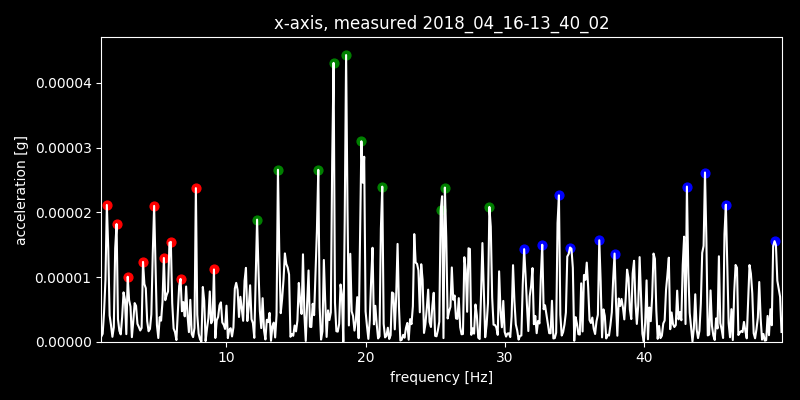 x-axis, measured 2018_04_16-13_40_02
acceleration [g]
0.00004
0.00003
0.00002
0.00001
0.00000
10 20 30 40
frequency [Hz]